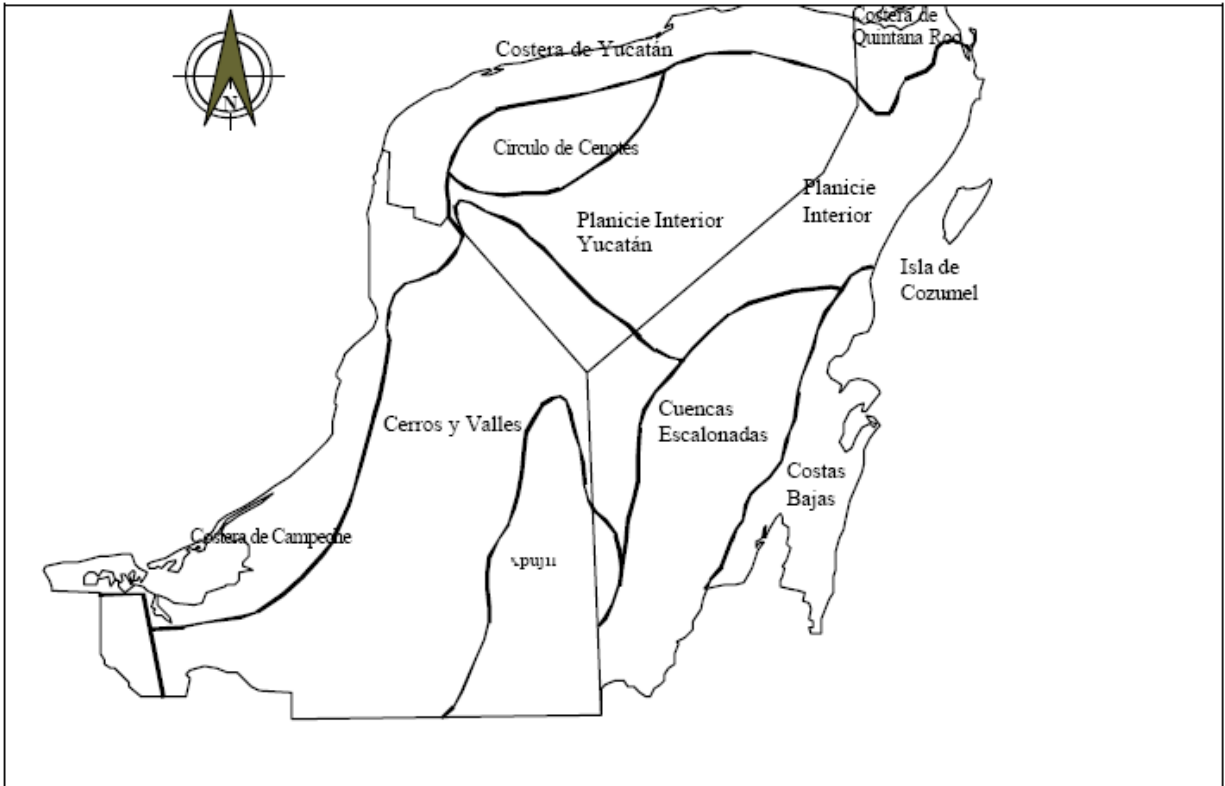 Costera de
Quintana Roo
Costera de Yucatán
N
Circulo de Cenotes
Planicie
Interior
Planicie Interior
Yucatán
Isla de
Cozumel
Cerros y Valles
Cuencas
Escalonadas
Costas
Bajas
Costera de Campeche